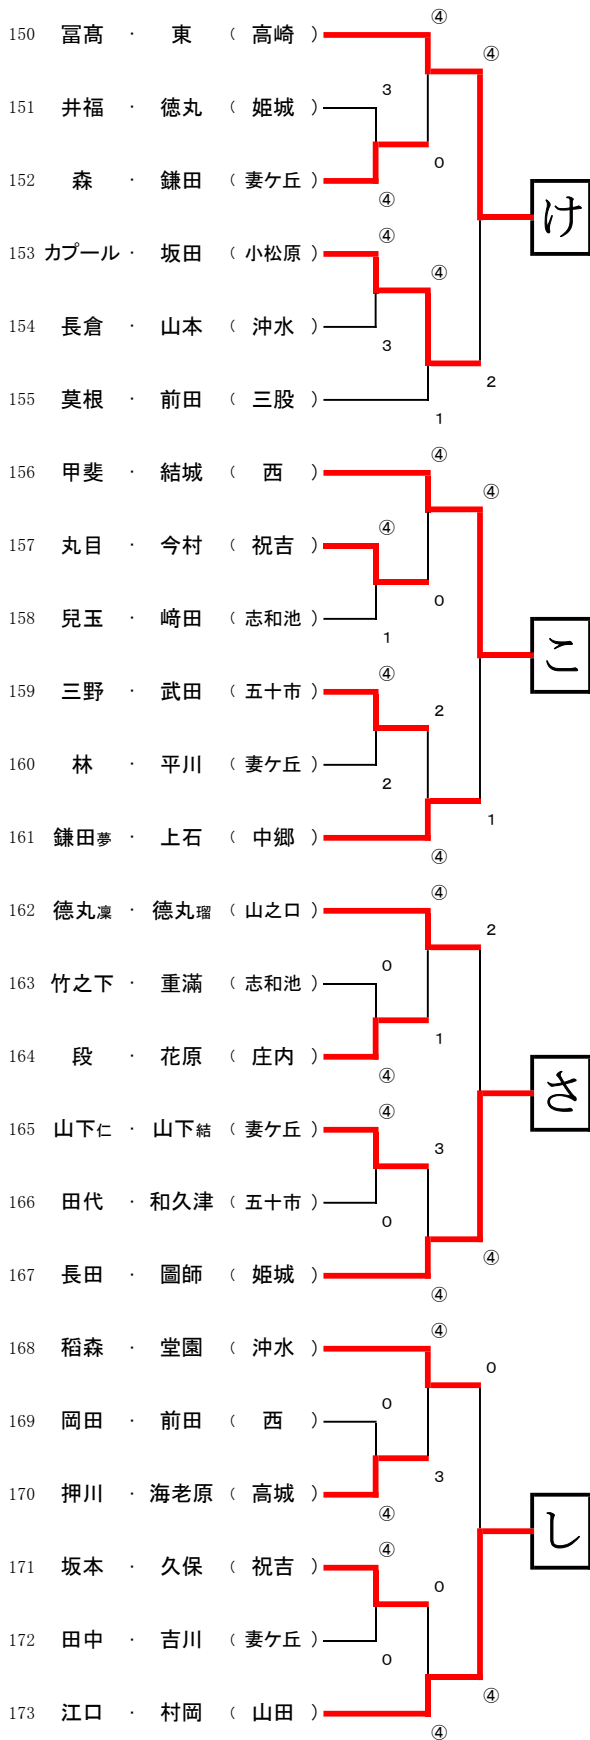 ④
150 冨髙 ・ 東 （ 高崎 ）
④
3
151 井福 ・ 徳丸 （ 姫城 ）
0
152 森 ・ 鎌田 （ 妻ケ丘 ）
④
け
④
153 カプール ・ 坂田 （ 小松原 ）
④
154 長倉 ・ 山本 （ 沖水 ）
3
2
155 莫根 ・ 前田 （ 三股 ）
1
④
156 甲斐 ・ 結城 （ 西 ）
④
④
157 丸目 ・ 今村 （ 祝吉 ）
0
158 兒玉 ・ 﨑田 （ 志和池 ）
1
こ
④
159 三野 ・ 武田 （ 五十市 ）
2
160 林 ・ 平川 （ 妻ケ丘 ）
2
1
161 鎌田夢 ・ 上石 （ 中郷 ）
④
④
162 德丸凜 ・ 德丸瑠 （ 山之口 ）
2
0
163 竹之下 ・ 重滿 （ 志和池 ）
1
164 段 ・ 花原 （ 庄内 ）
④
さ
④
165 山下仁 ・ 山下結 （ 妻ケ丘 ）
3
166 田代 ・ 和久津 （ 五十市 ）
0
④
167 長田 ・ 圖師 （ 姫城 ）
④
④
168 稻森 ・ 堂園 （ 沖水 ）
0
0
169 岡田 ・ 前田 （ 西 ）
3
170 押川 ・ 海老原 （ 高城 ）
④
し
④
171 坂本 ・ 久保 （ 祝吉 ）
0
172 田中 ・ 吉川 （ 妻ケ丘 ）
0
④
173 江口 ・ 村岡 （ 山田 ）
④